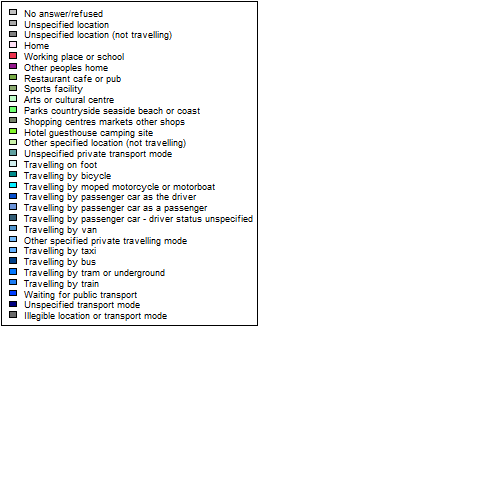 No answer/refused
Unspecified location
Unspecified location (not travelling)
Home
Working place or school
Other peoples home
Restaurant cafe or pub
Sports facility
Arts or cultural centre
Parks countryside seaside beach or coast
Shopping centres markets other shops
Hotel guesthouse camping site
Other specified location (not travelling)
Unspecified private transport mode
Travelling on foot
Travelling by bicycle
Travelling by moped motorcycle or motorboat
Travelling by passenger car as the driver
Travelling by passenger car as a passenger
Travelling by passenger car - driver status unspecified
Travelling by van
Other specified private travelling mode
Travelling by taxi
Travelling by bus
Travelling by tram or underground
Travelling by train
Waiting for public transport
Unspecified transport mode
Illegible location or transport mode